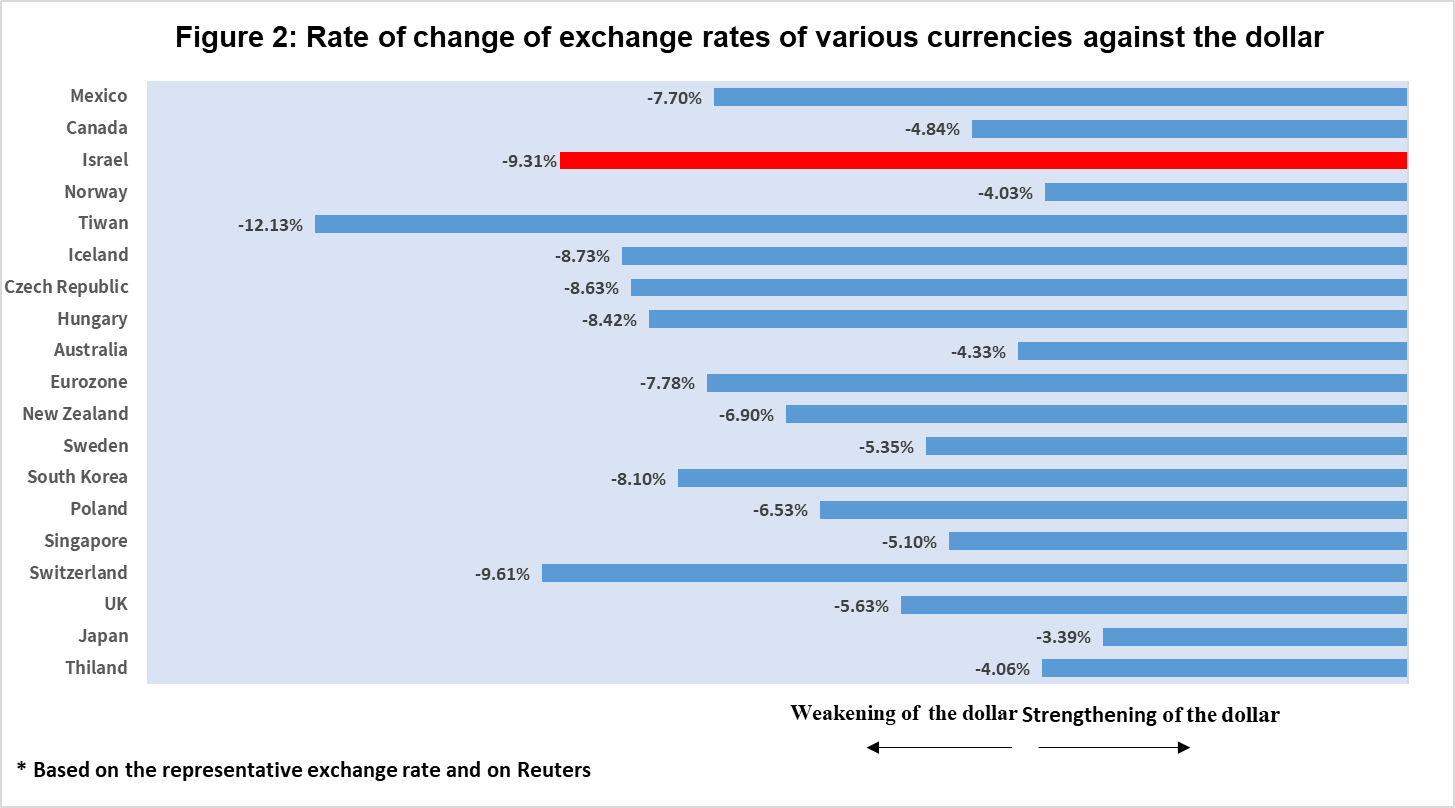 Figure 2: Rate of change of exchange rates of various currencies against the dollar
Mexico -7.70%
Canada -4.84%
Israel -9.31%
Norway -4.03%
Tiwan -12.13%
Iceland -8.73%
Czech Republic -8.63%
Hungary -8.42%
Australia -4.33%
Eurozone -7.78%
New Zealand -6.90%
Sweden -5.35%
South Korea -8.10%
Poland -6.53%
Singapore -5.10%
Switzerland -9.61%
UK -5.63%
Japan -3.39%
Thiland -4.06%
Weakening of the dollar Strengthening of the dollar
* Based on the representative exchange rate and on Reuters